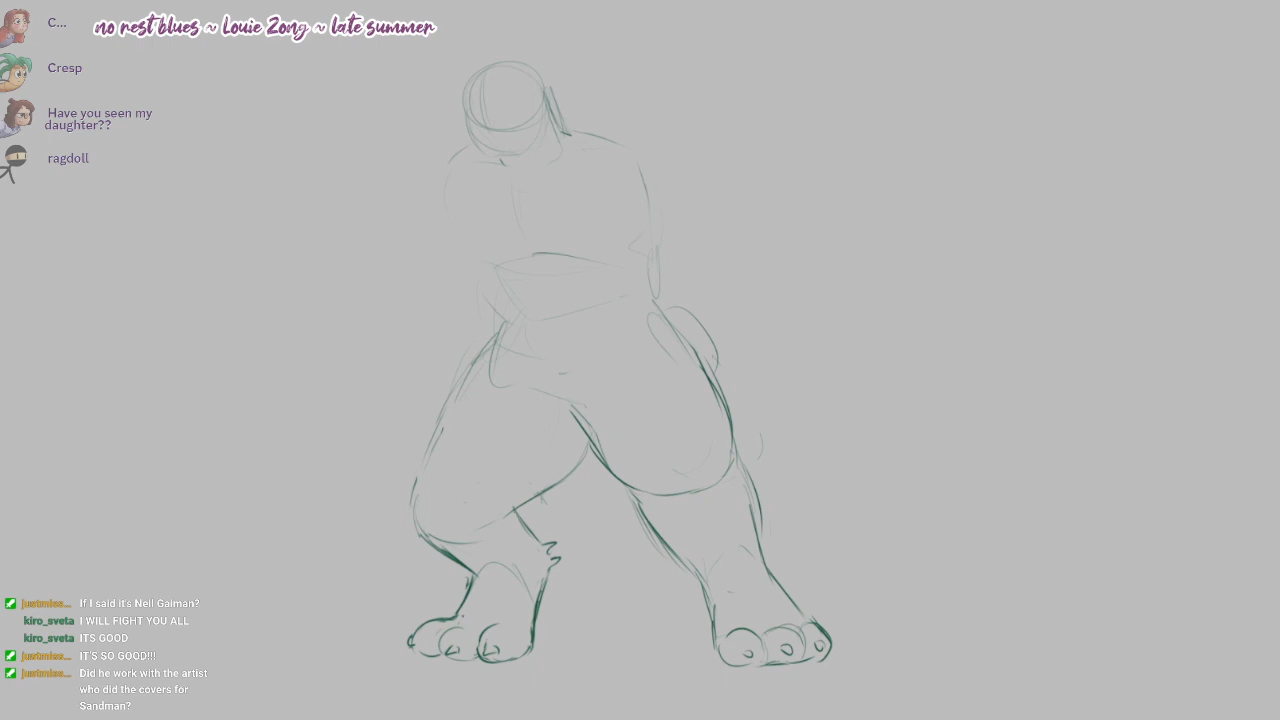 C...
no rest blues ~ Louie Zong ~ late summer
Cresp
Have you seen my
daughter??
ragdoll
justmiss... If I said it's Neil Gaiman?
kiro_sveta I WILL FIGHT YOU ALL
kiro_sveta ITS GOOD
justmiss... IT'S SO GOOD!!!
justmiss... Did he work with the artist
who did the covers for
Sandman?